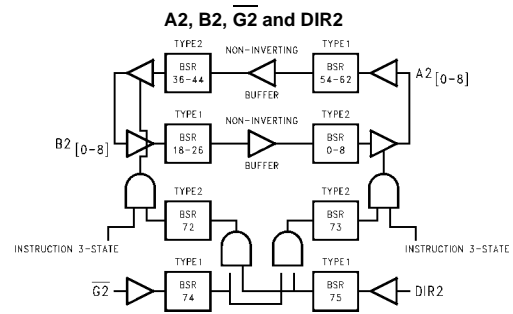 A2, B2, G2 and DIR2
TYPE2 NON-INVERTING TYPE1
BSR 36-44 BSR 54-62 A2[0-8]
BUFFER
TYPE1 NON-INVERTING TYPE2
B2[0-8] BSR 18-26 BSR 0-8
BUFFER
TYPE2 TYPE2
BSR 72 BSR 73
INSTRUCTION 3-STATE INSTRUCTION 3-STATE
TYPE1 TYPE1
G2 BSR 74 BSR 75 DIR2